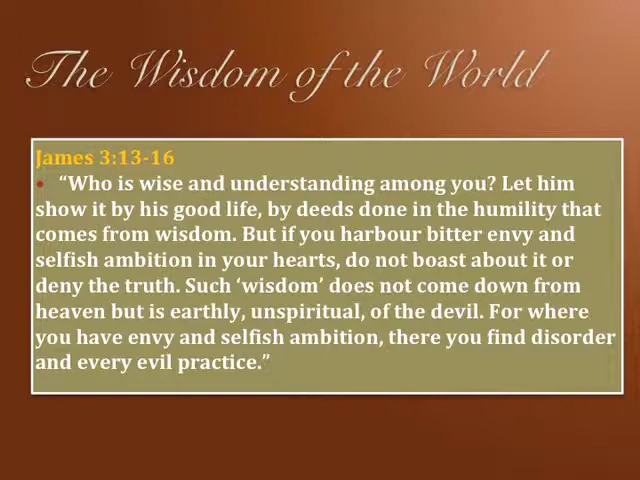 The Wisdom of the World
James 3:13-16
• “Who is wise and understanding among you? Let him
show it by his good life, by deeds done in the humility that
comes from wisdom. But if you harbour bitter envy and
selfish ambition in your hearts, do not boast about it or
deny the truth. Such ‘wisdom’ does not come down from
heaven but is earthly, unspiritual, of the devil. For where
you have envy and selfish ambition, there you find disorder
and every evil practice.”